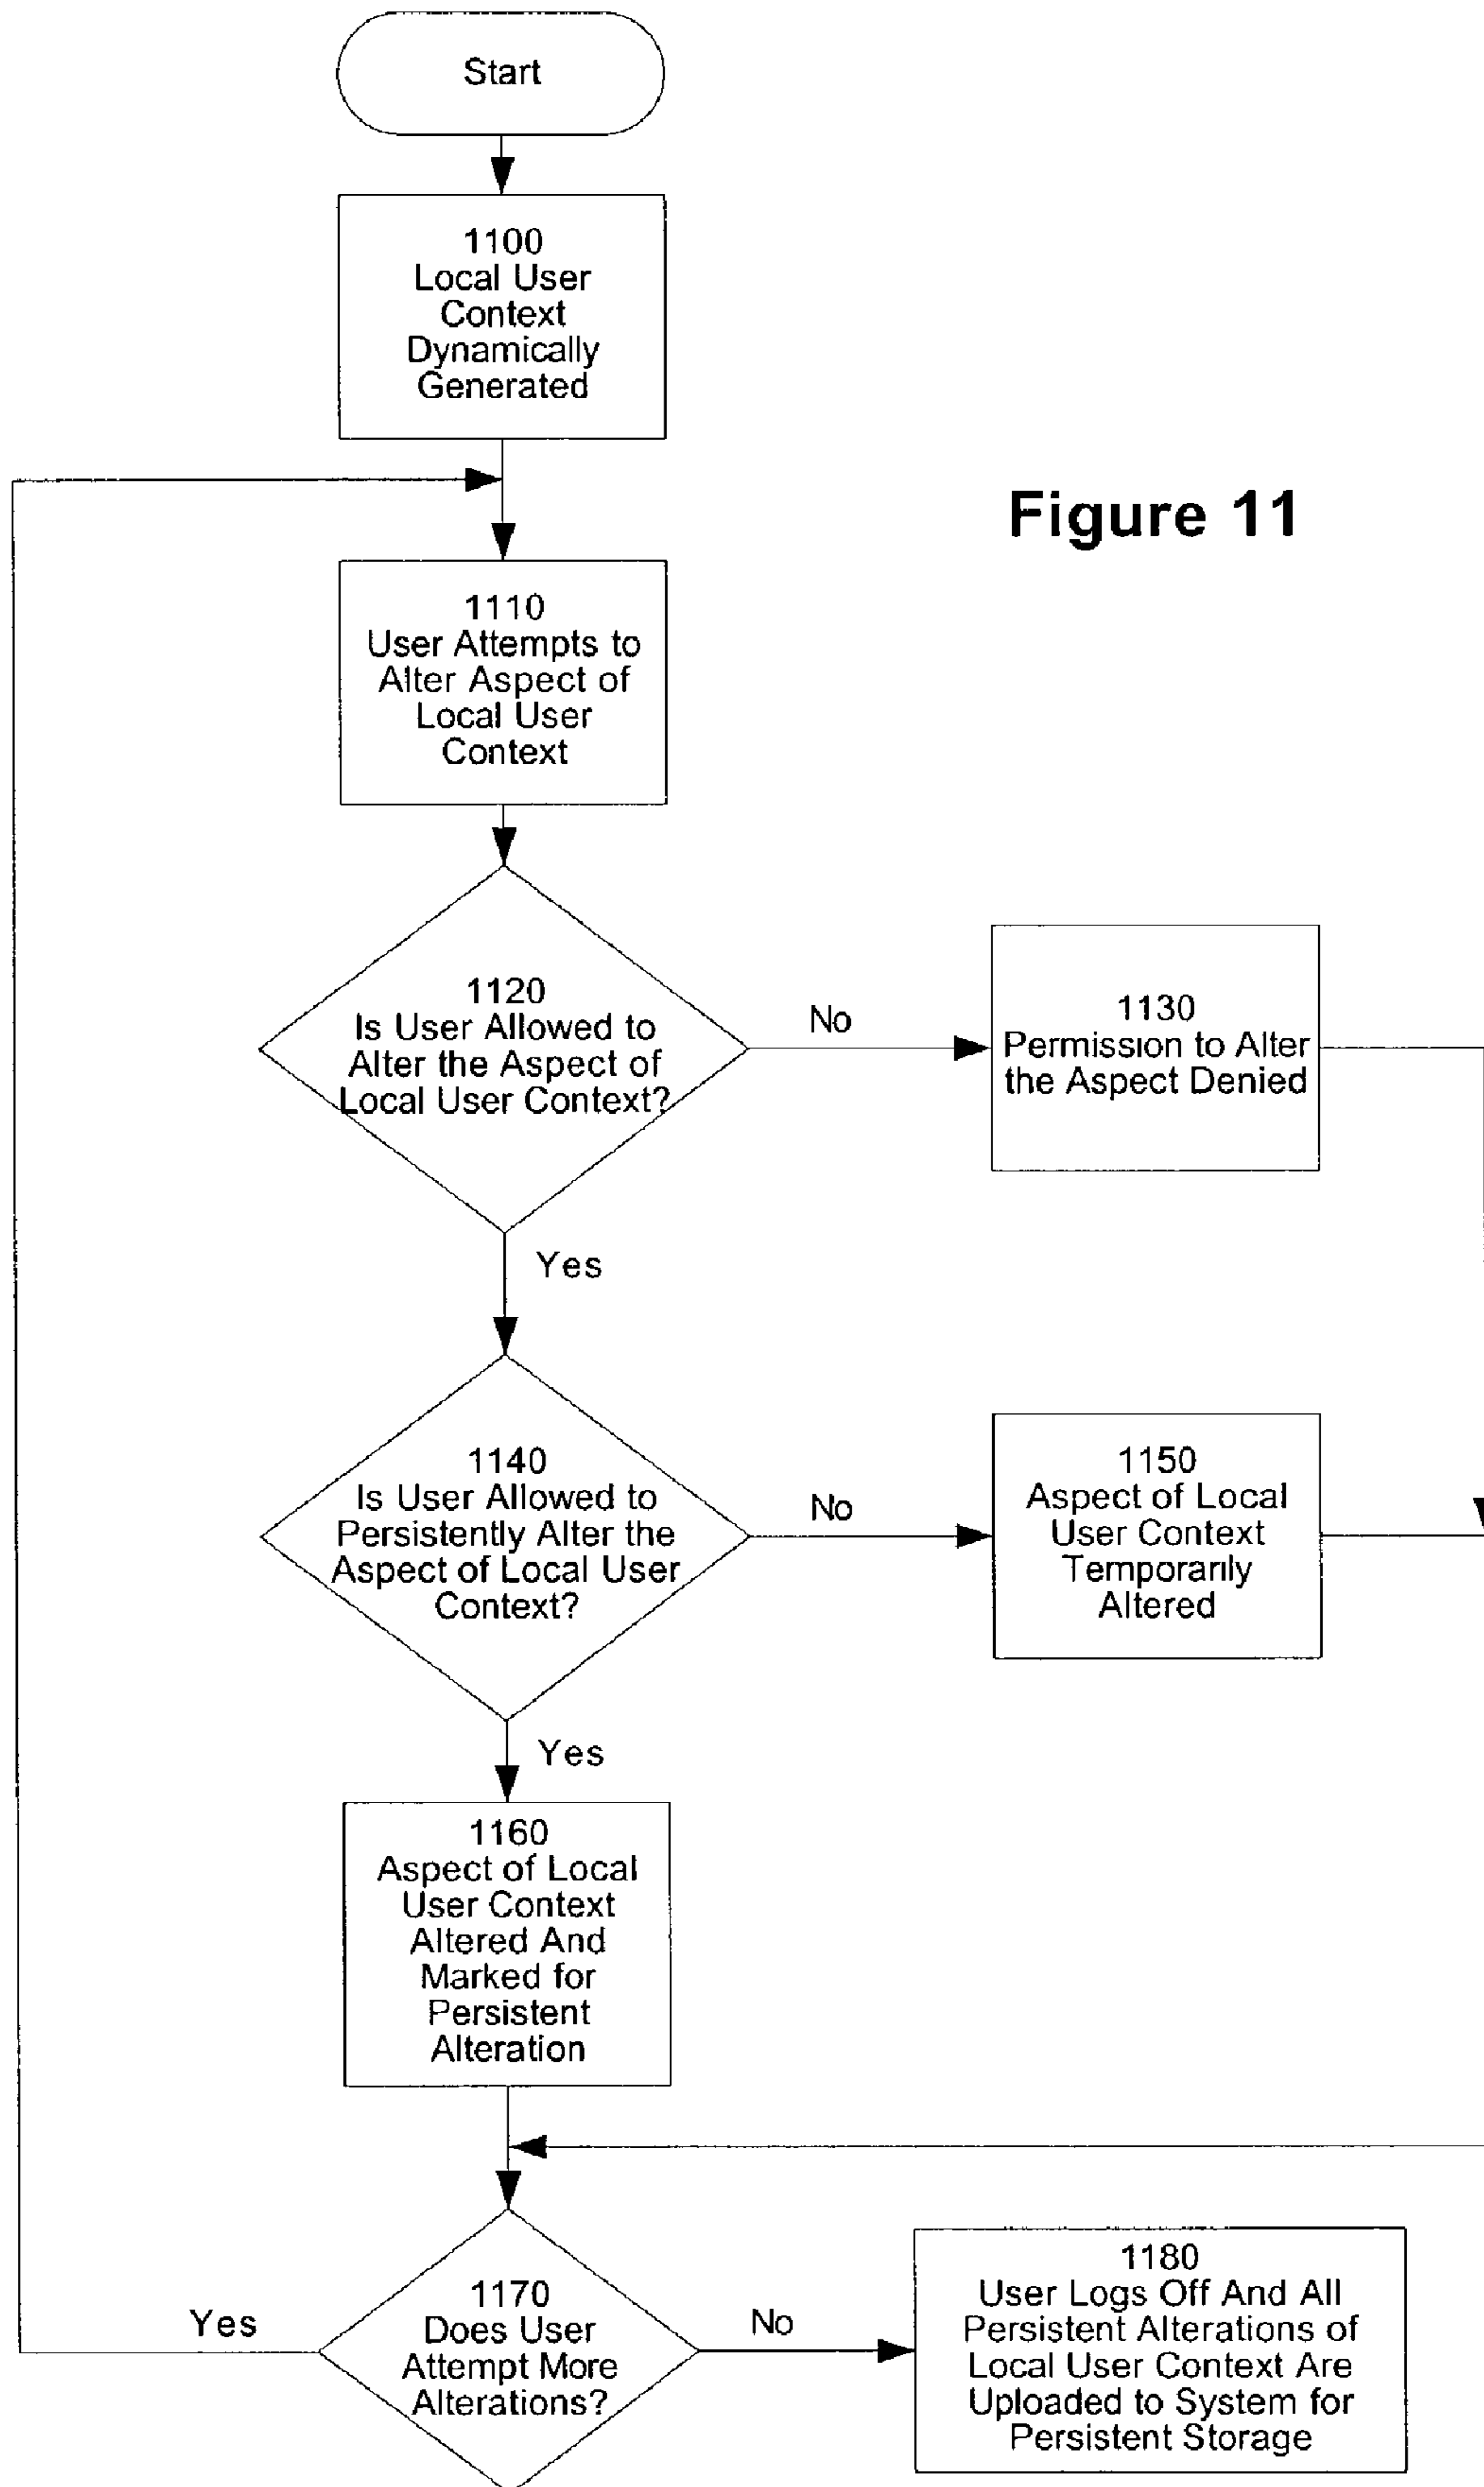 Start
1100
Local User
Context
Dynamically
Generated
Figure 11
1110
User Attempts to
Alter Aspect of
Local User
Context
1120
Is User Allowed to
Alter the Aspect of
Local User Context?
No
1130
Permission to Alter
the Aspect Denied
Yes
1140
Is User Allowed to
Persistently Alter the
Aspect of Local User
Context?
No
1150
Aspect of Local
User Context
Temporarily
Altered
Yes
1160
Aspect of Local
User Context
Altered And
Marked for
Persistent
Alteration
Yes
1170
Does User
Attempt More
Alterations?
No
1180
User Logs Off And All
Persistent Alterations of
Local User Context Are
Uploaded to System for
Persistent Storage